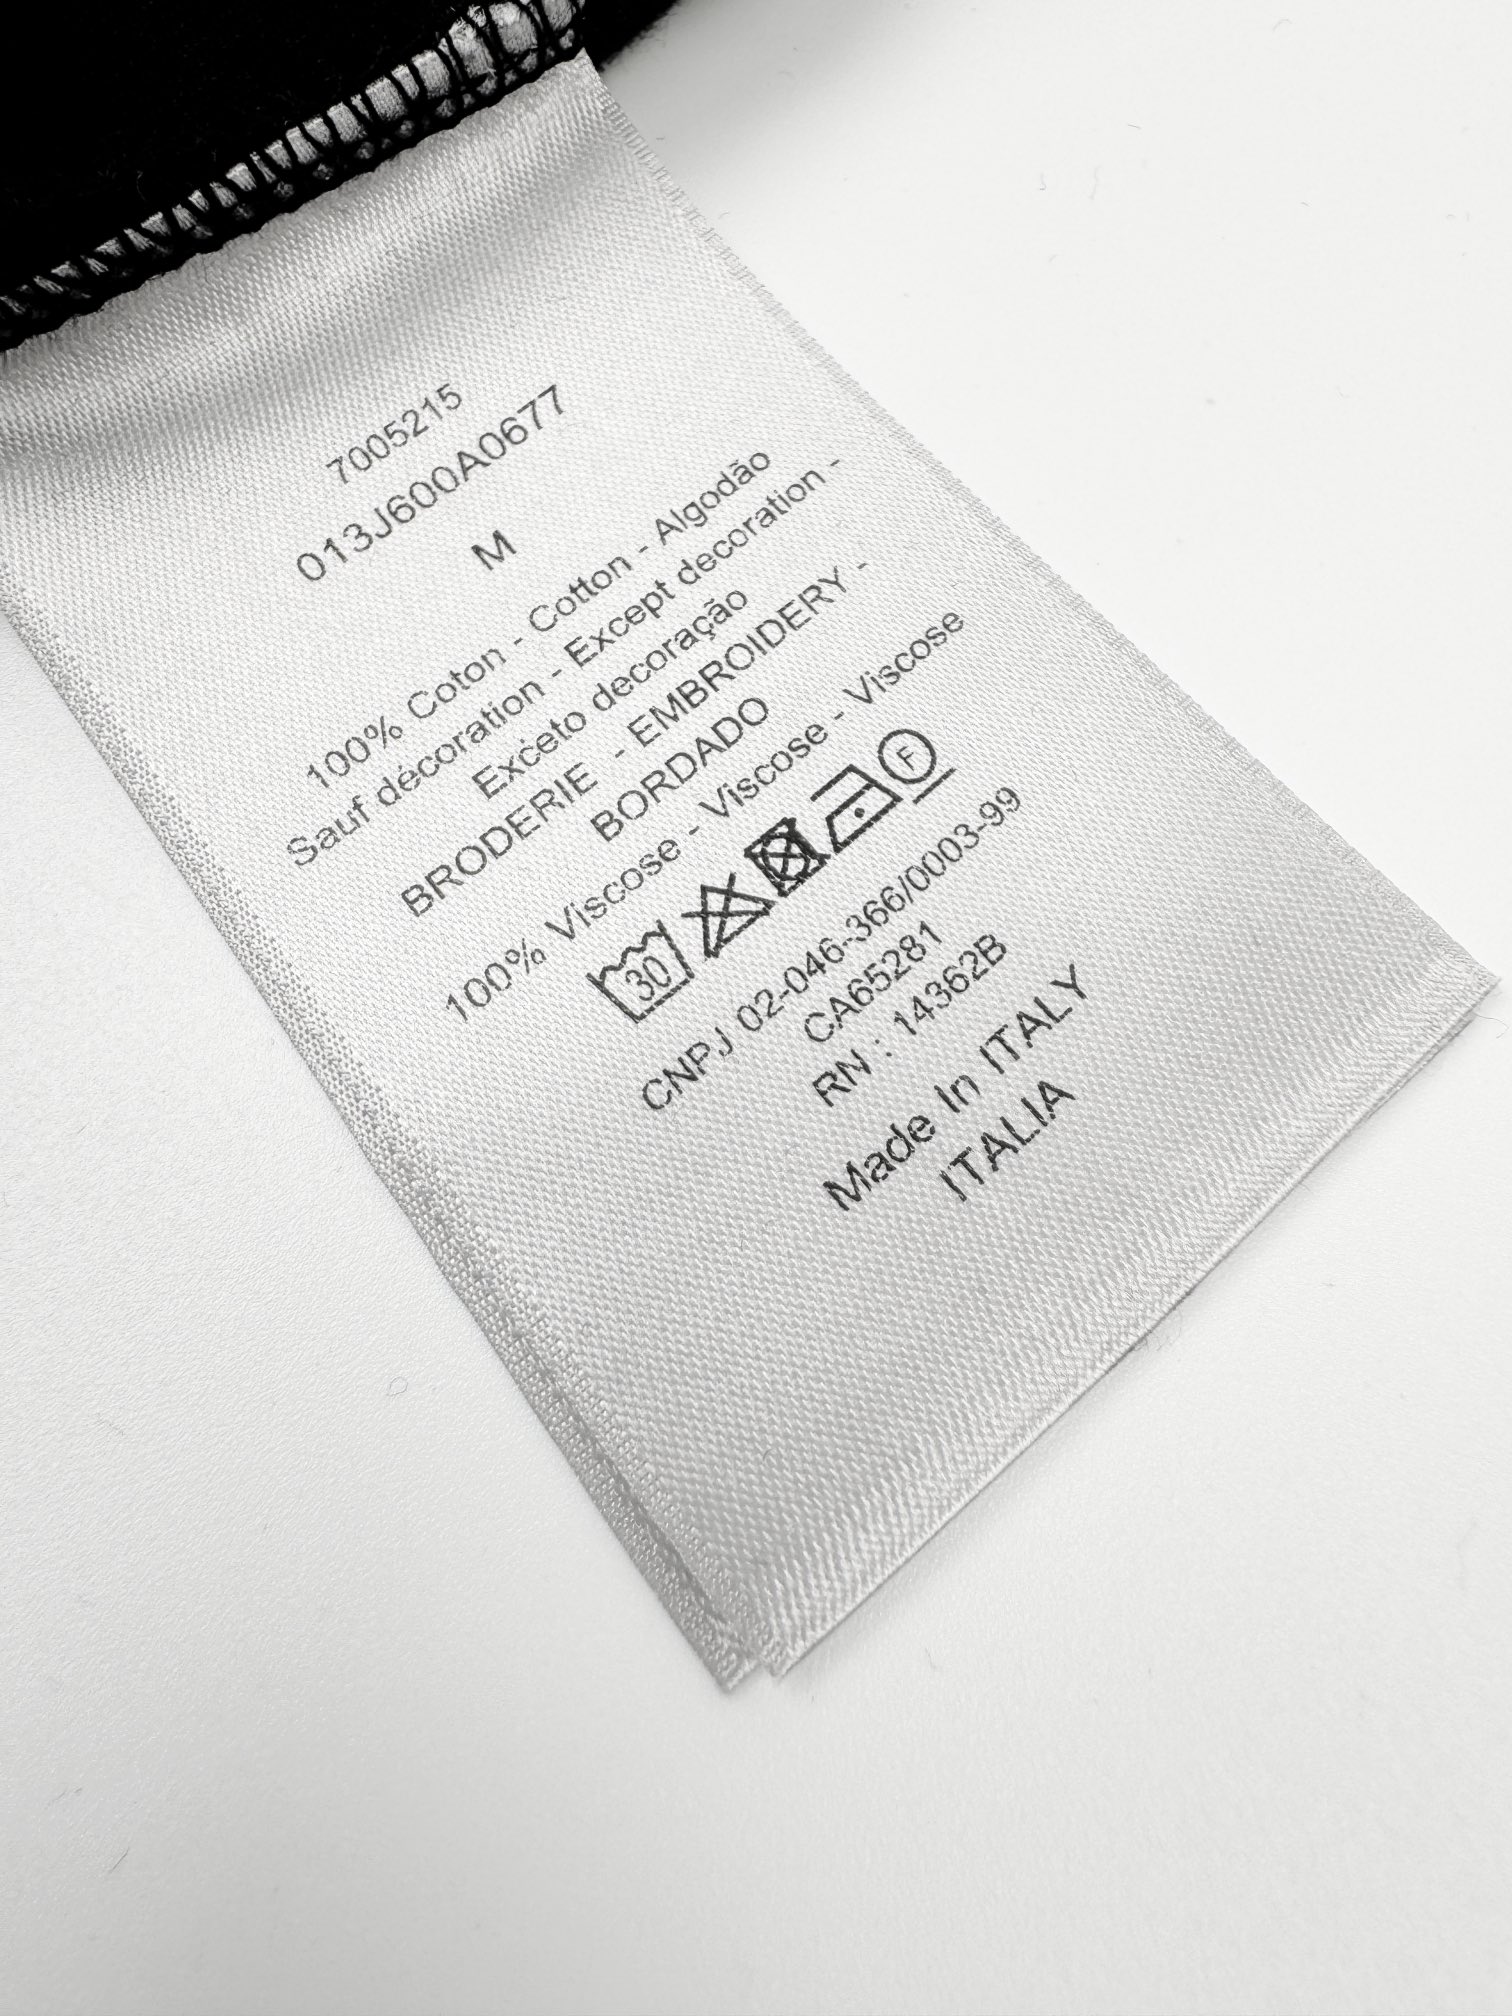 7005215
013J600A0677
M
100% Coton - Cotton - Algodão
Sauf décoration - Except decoration -
Exceto decoração
BRODERIE - EMBROIDERY -
BORDADO
100% Viscose - Viscose - Viscose
30 F
CNPJ 02-046-366/0003-99
CA65281
RN : 14362B
Made In ITALY
ITALIA